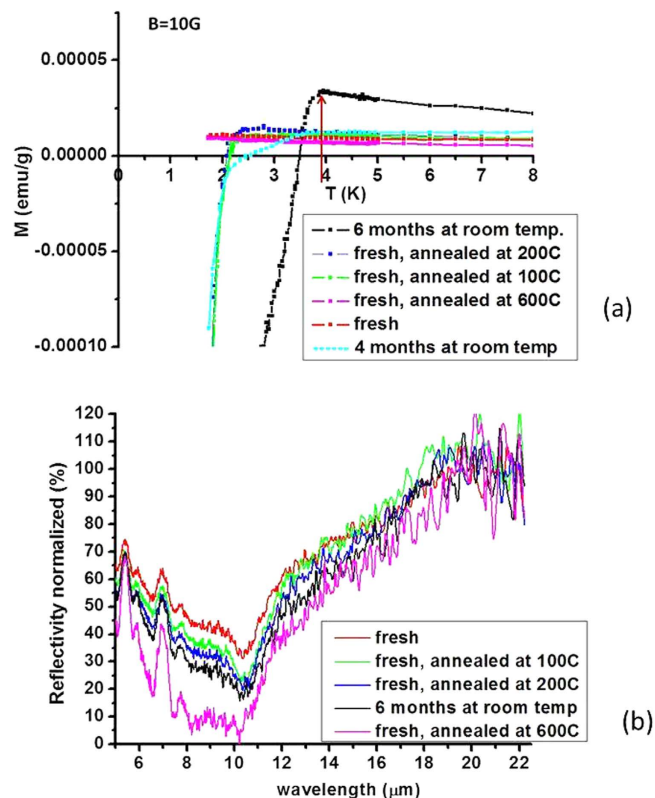 B=10G
0.00005
0.00000
-0.00005
-0.00010
M (emu/g)
0 1 2 3 4 5 6 7 8
T (K)
6 months at room temp.
fresh, annealed at 200C
fresh, annealed at 100C
fresh, annealed at 600C
fresh
4 months at room temp
(a)
120
110
100
90
80
70
60
50
40
30
20
10
0
Reflectivity normalized (%)
6 8 10 12 14 16 18 20 22
wavelength (μm)
fresh
fresh, annealed at 100C
fresh, annealed at 200C
6 months at room temp
fresh, annealed at 600C
(b)